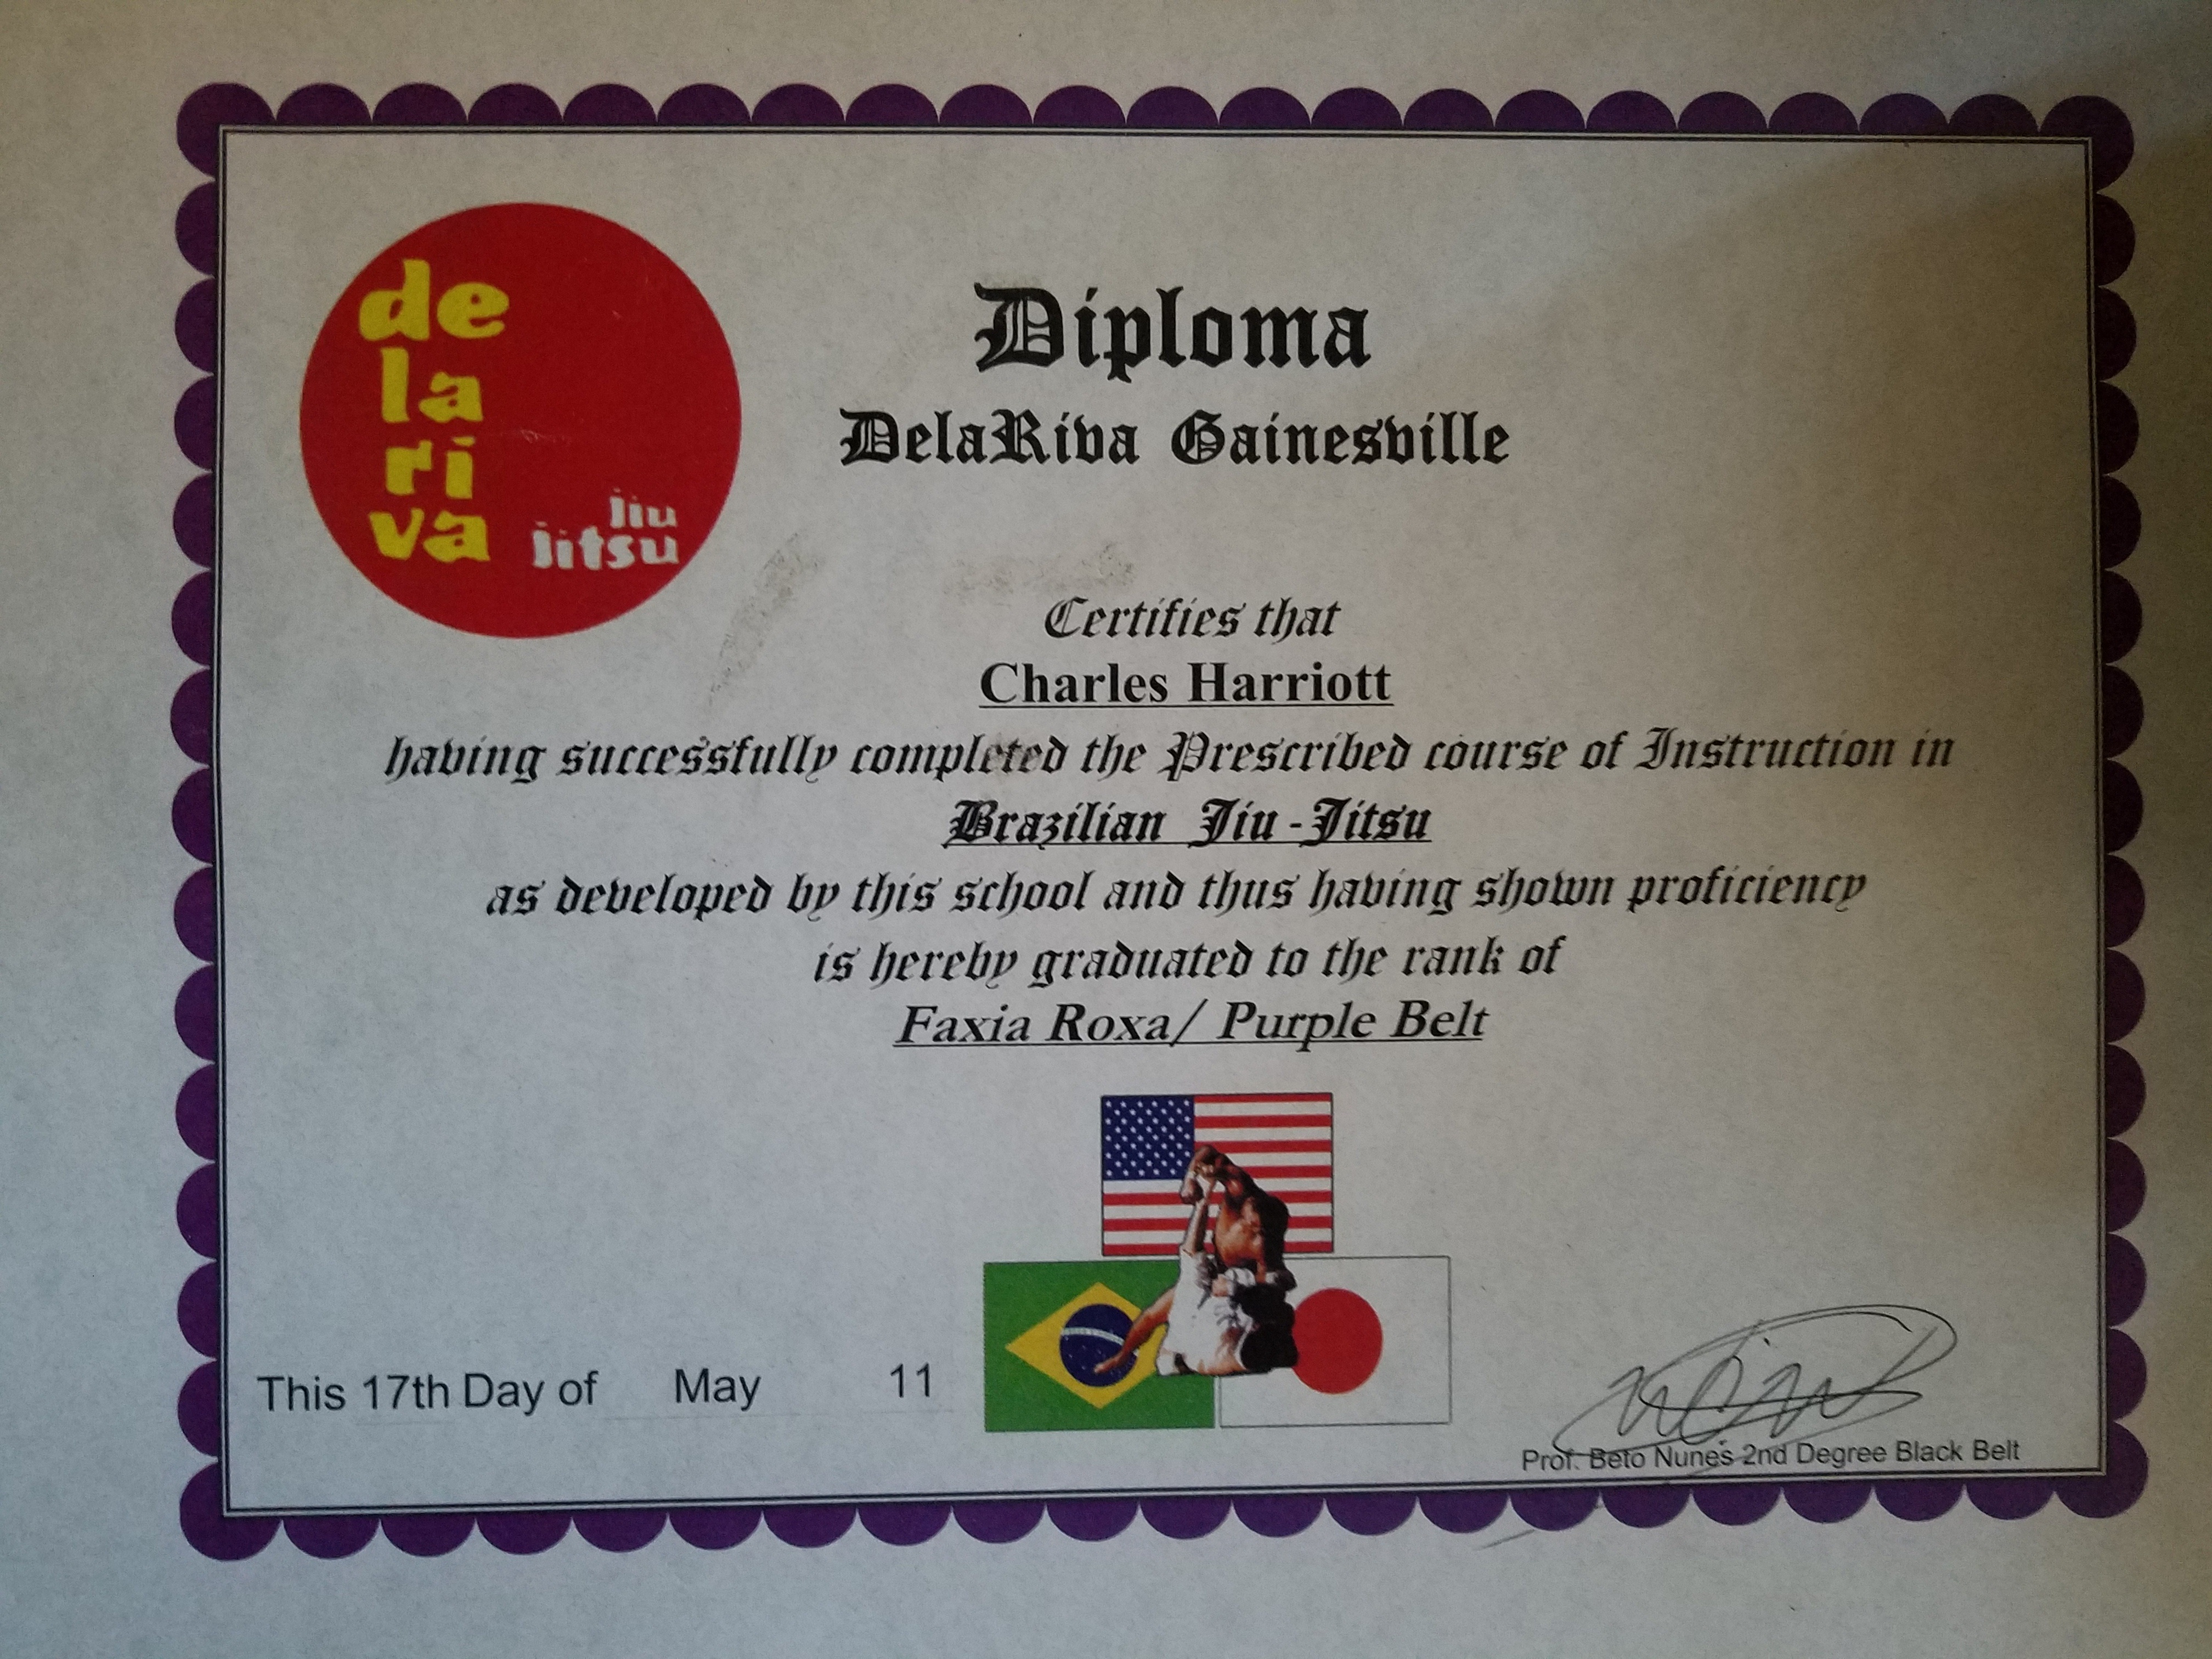 de
la
ri
va
jiu
jitsu
Diploma
DelaRiva Gainesville
Certifies that
Charles Harriott
having successfully completed the Prescribed course of Instruction in
Brazilian Jiu-Jitsu
as developed by this school and thus having shown proficiency
is hereby graduated to the rank of
Faxia Roxa/ Purple Belt
This 17th Day of May 11
Prof. Beto Nunes 2nd Degree Black Belt